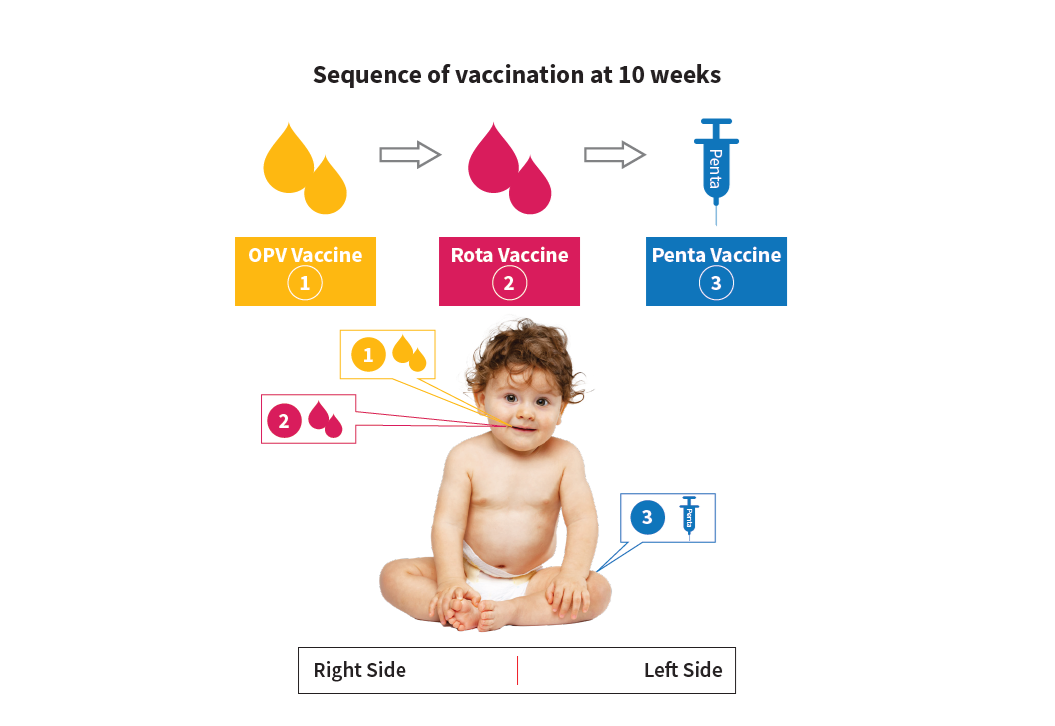 Sequence of vaccination at 10 weeks
Penta
OPV Vaccine
1
Rota Vaccine
2
Penta Vaccine
3
1
2
3
Penta
Right Side
Left Side